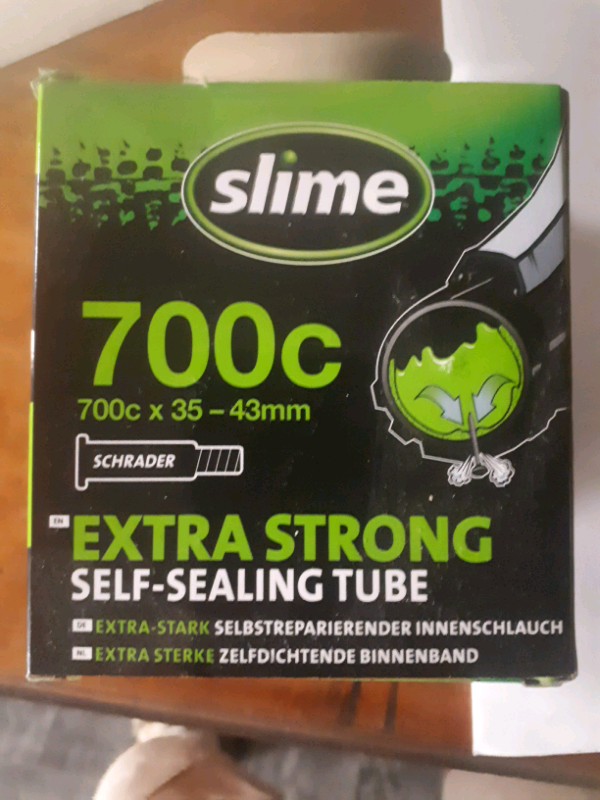 slime
700c
700c x 35 – 43mm
SCHRADER
EN EXTRA STRONG
SELF-SEALING TUBE
EXTRA-STARK SELBSTREPARIERENDER INNENSCHLAUCH
NL EXTRA STERKE ZELFDICHTENDE BINNENBAND